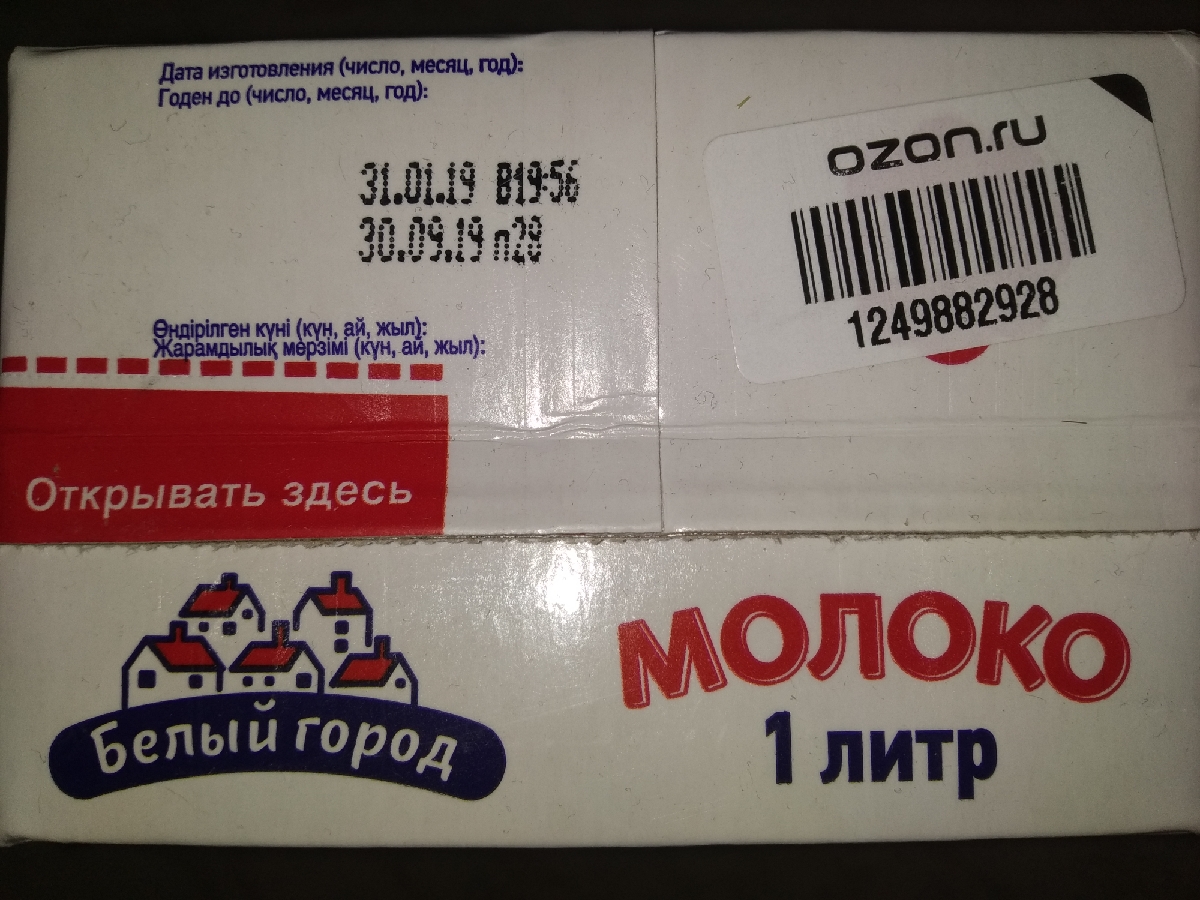 Дата изготовления (число, месяц, год):
Годен до (число, месяц, год):
31.01.19 В19:56
30.09.19 п28
Өндірілген күні (күн, ай, жыл):
Жарамдылық мерзімі (күн, ай, жыл):
ozon.ru
1249882928
Открывать здесь
Белый город
МОЛОКО
1 литр